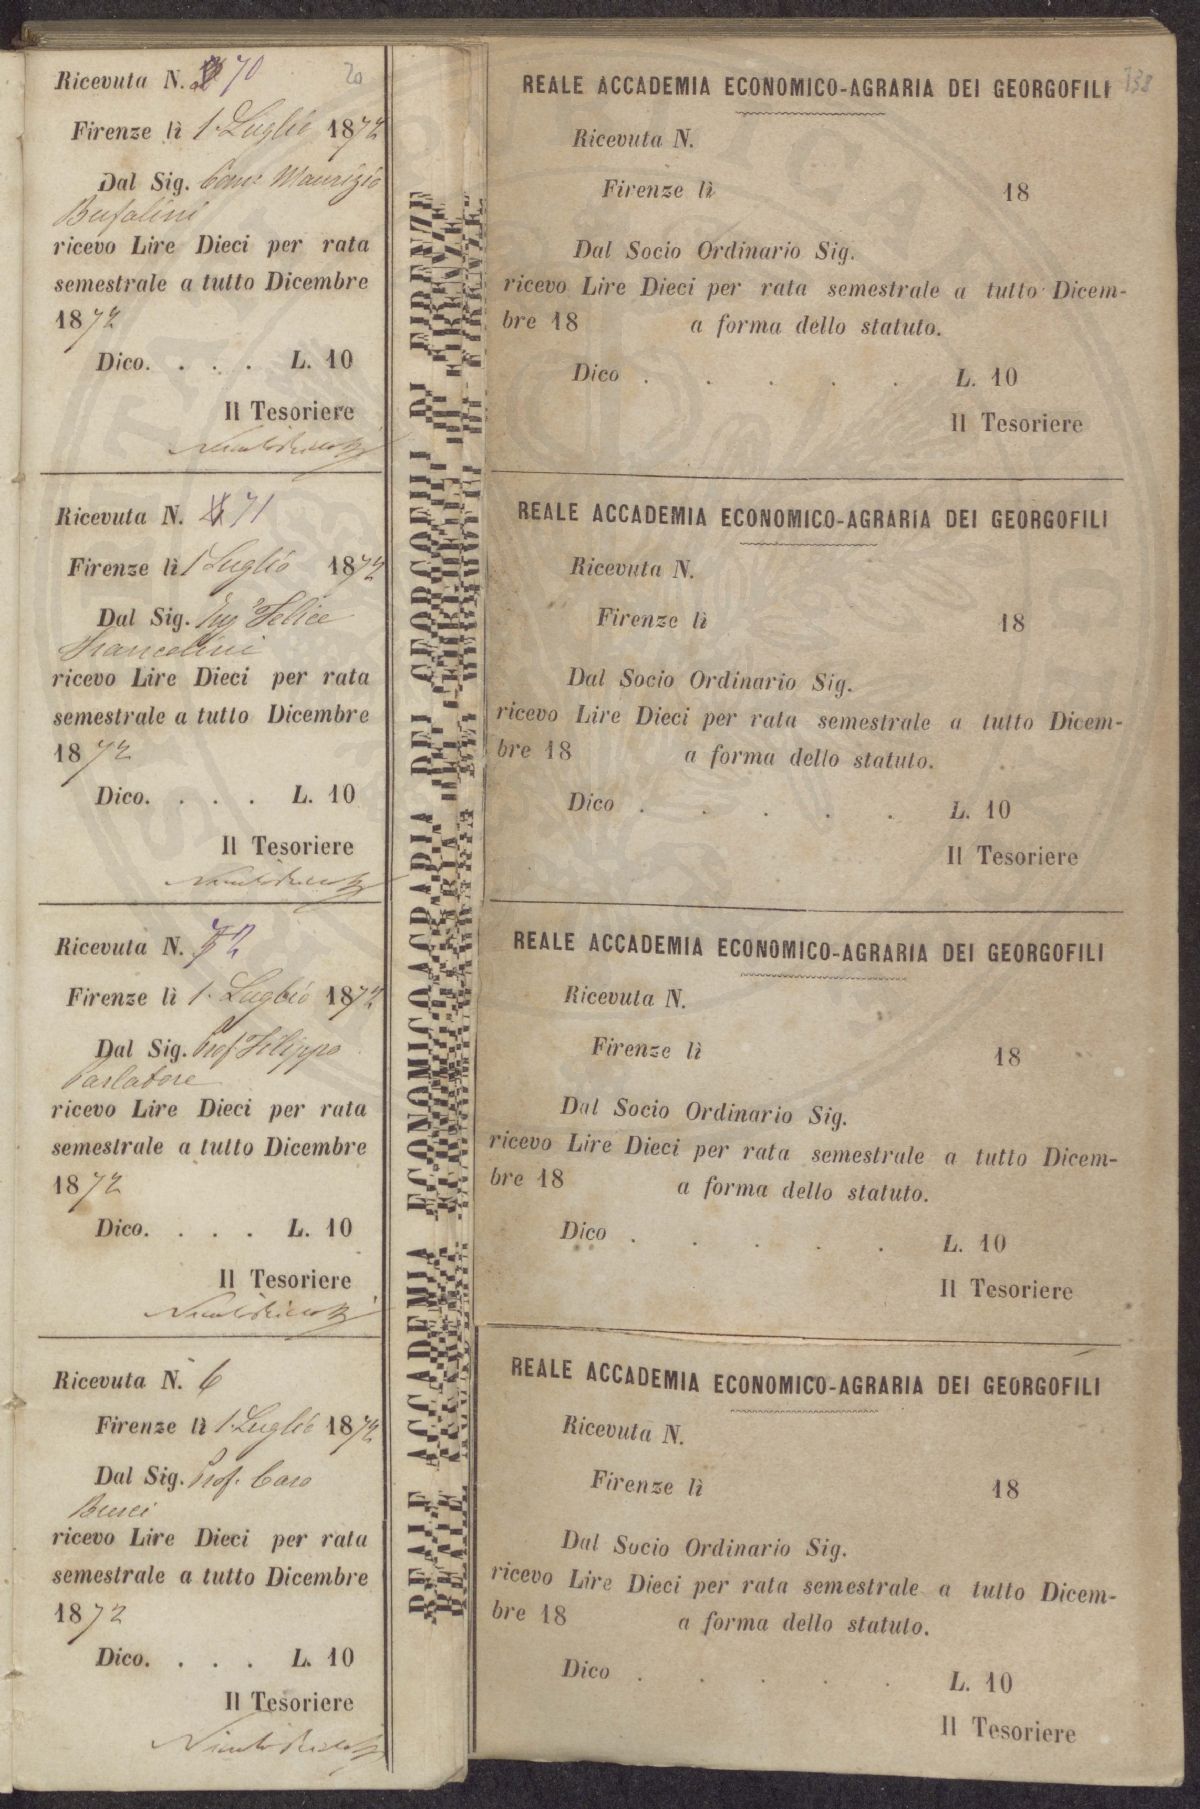 20
Ricevuta N. 70
Firenze lì 1. Luglio 1872
Dal Sig. Com.e Maurizio
Bufalini
ricevo Lire Dieci per rata
semestrale a tutto Dicembre
1872
Dico. . . . L. 10
Il Tesoriere
Ricevuta N. 71
Firenze lì 1 Luglio 1872
Dal Sig. Ing.e Felice
Francolini
ricevo Lire Dieci per rata
semestrale a tutto Dicembre
1872
Dico. . . . L. 10
Il Tesoriere
Ricevuta N. 72
Firenze lì 1. Luglio 1872
Dal Sig. Prof. Filippo
Parlatore
ricevo Lire Dieci per rata
semestrale a tutto Dicembre
1872
Dico. . . . L. 10
Il Tesoriere
Ricevuta N. 6
Firenze lì 1. Luglio 1872
Dal Sig. Prof. Caro
ricevo Lire Dieci per rata
semestrale a tutto Dicembre
1872
Dico. . . . L. 10
Il Tesoriere
REALE ACCADEMIA ECONOMICO AGRARIA DEI GEORGOFILI DI FIRENZE
138
REALE ACCADEMIA ECONOMICO-AGRARIA DEI GEORGOFILI
Ricevuta N.
Firenze lì 18
Dal Socio Ordinario Sig.
ricevo Lire Dieci per rata semestrale a tutto Dicem-
bre 18 a forma dello statuto.
Dico . . . . . L. 10
Il Tesoriere
REALE ACCADEMIA ECONOMICO-AGRARIA DEI GEORGOFILI
Ricevuta N.
Firenze lì 18
Dal Socio Ordinario Sig.
ricevo Lire Dieci per rata semestrale a tutto Dicem-
bre 18 a forma dello statuto.
Dico . . . . . L. 10
Il Tesoriere
REALE ACCADEMIA ECONOMICO-AGRARIA DEI GEORGOFILI
Ricevuta N.
Firenze lì 18
Dal Socio Ordinario Sig.
ricevo Lire Dieci per rata semestrale a tutto Dicem-
bre 18 a forma dello statuto.
Dico . . . . . L. 10
Il Tesoriere
REALE ACCADEMIA ECONOMICO-AGRARIA DEI GEORGOFILI
Ricevuta N.
Firenze lì 18
Dal Socio Ordinario Sig.
ricevo Lire Dieci per rata semestrale a tutto Dicem-
bre 18 a forma dello statuto.
Dico . . . . . L. 10
Il Tesoriere